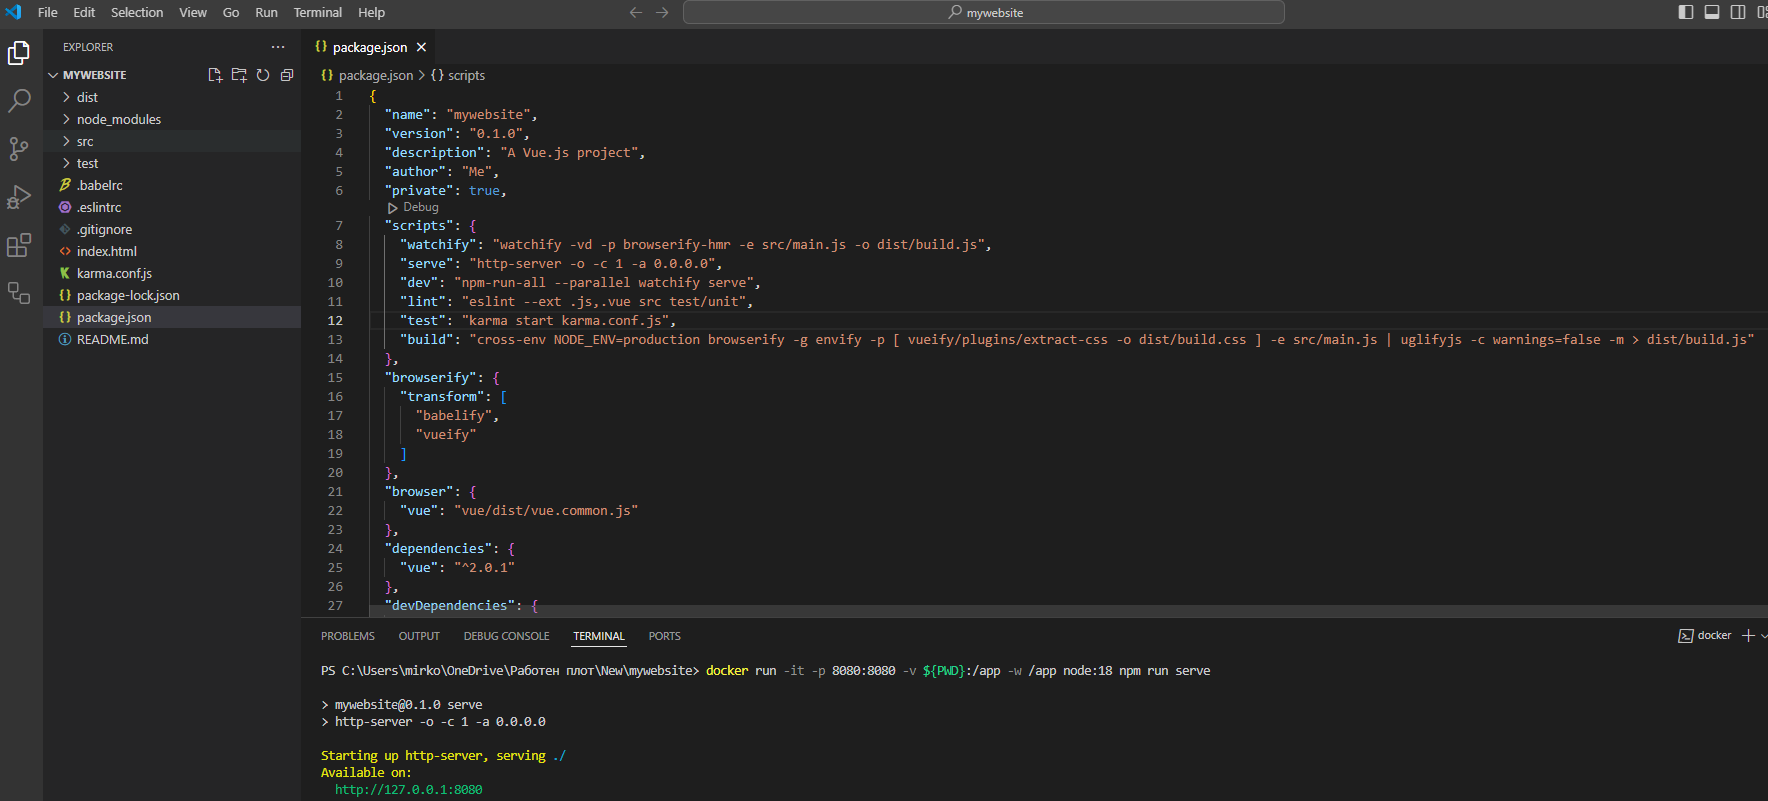 File Edit Selection View Go Run Terminal Help
mywebsite
EXPLORER
MYWEBSITE
dist
node_modules
src
test
.babelrc
.eslintrc
.gitignore
index.html
karma.conf.js
package-lock.json
package.json
README.md
package.json
package.json > {} scripts
1 {
2 "name": "mywebsite",
3 "version": "0.1.0",
4 "description": "A Vue.js project",
5 "author": "Me",
6 "private": true,
Debug
7 "scripts": {
8 "watchify": "watchify -vd -p browserify-hmr -e src/main.js -o dist/build.js",
9 "serve": "http-server -o -c 1 -a 0.0.0.0",
10 "dev": "npm-run-all --parallel watchify serve",
11 "lint": "eslint --ext .js,.vue src test/unit",
12 "test": "karma start karma.conf.js",
13 "build": "cross-env NODE_ENV=production browserify -g envify -p [ vueify/plugins/extract-css -o dist/build.css ] -e src/main.js | uglifyjs -c warnings=false -m > dist/build.js"
14 },
15 "browserify": {
16 "transform": [
17 "babelify",
18 "vueify"
19 ]
20 },
21 "browser": {
22 "vue": "vue/dist/vue.common.js"
23 },
24 "dependencies": {
25 "vue": "^2.0.1"
26 },
27 "devDependencies": {
PROBLEMS OUTPUT DEBUG CONSOLE TERMINAL PORTS
docker
PS C:\Users\mirko\OneDrive\Работен плот\New\mywebsite> docker run -it -p 8080:8080 -v ${PWD}:/app -w /app node:18 npm run serve
> mywebsite@0.1.0 serve
> http-server -o -c 1 -a 0.0.0.0
Starting up http-server, serving ./
Available on:
http://127.0.0.1:8080